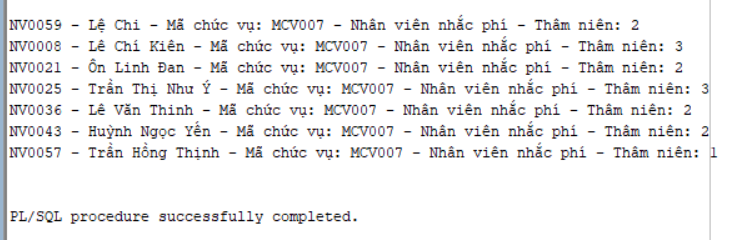 NV0059 - Lệ Chi - Mã chức vụ: MCV007 - Nhân viên nhắc phí - Thâm niên: 2
NV0008 - Lê Chí Kiên - Mã chức vụ: MCV007 - Nhân viên nhắc phí - Thâm niên: 3
NV0021 - Ôn Linh Đan - Mã chức vụ: MCV007 - Nhân viên nhắc phí - Thâm niên: 2
NV0025 - Trần Thị Như Ý - Mã chức vụ: MCV007 - Nhân viên nhắc phí - Thâm niên: 3
NV0036 - Lê Văn Thinh - Mã chức vụ: MCV007 - Nhân viên nhắc phí - Thâm niên: 2
NV0043 - Huỳnh Ngọc Yến - Mã chức vụ: MCV007 - Nhân viên nhắc phí - Thâm niên: 2
NV0057 - Trần Hồng Thịnh - Mã chức vụ: MCV007 - Nhân viên nhắc phí - Thâm niên: 1
PL/SQL procedure successfully completed.